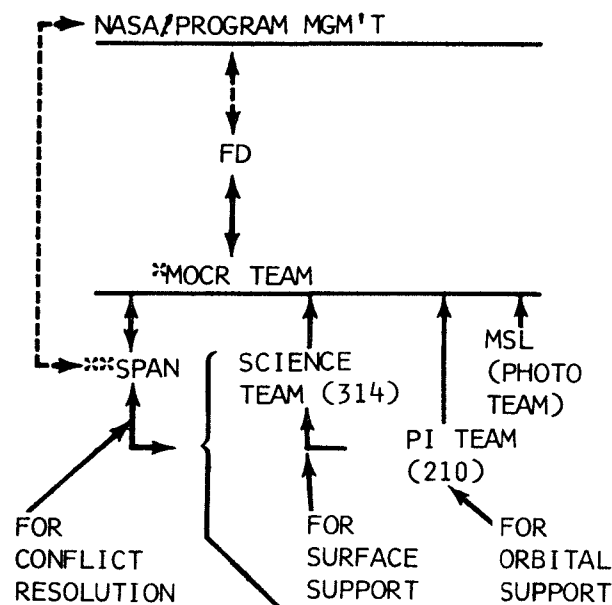 NASA/PROGRAM MGM'T
FD
*MOCR TEAM
**SPAN
SCIENCE
TEAM (314)
MSL
(PHOTO
TEAM)
PI TEAM
(210)
FOR
CONFLICT
RESOLUTION
FOR
SURFACE
SUPPORT
FOR
ORBITAL
SUPPORT